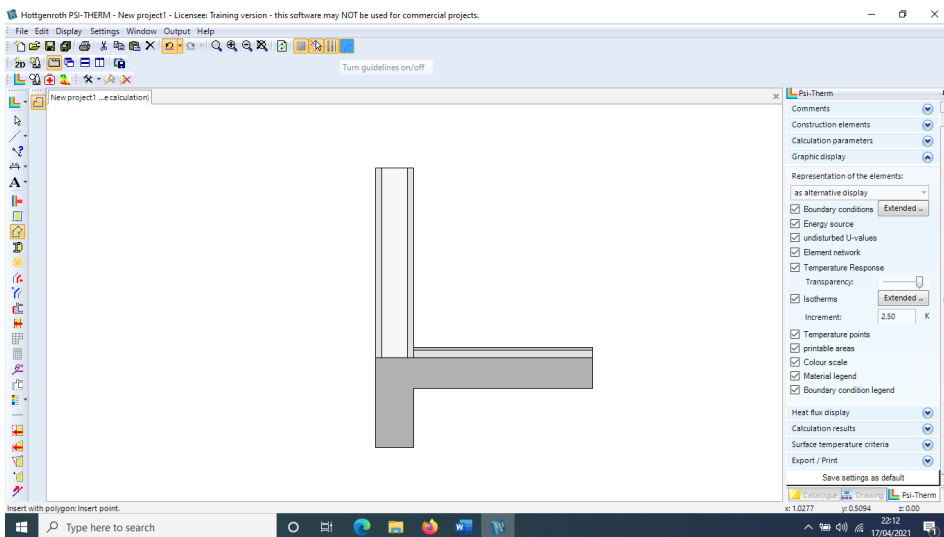 Hottgenroth PSI-THERM - New project1 - Licensee: Training version - this software may NOT be used for commercial projects.
File Edit Display Settings Window Output Help
2D
Turn guidelines on/off
New project1 ...e calculation)
Psi-Therm
Comments
Construction elements
Calculation parameters
Graphic display
Representation of the elements:
as alternative display
Boundary conditions Extended ...
Energy source
undisturbed U-values
Element network
Temperature Response
Transparency:
Isotherms Extended ...
Increment: 2.50 K
Temperature points
printable areas
Colour scale
Material legend
Boundary condition legend
Heat flux display
Calculation results
Surface temperature criteria
Export / Print
Save settings as default
Catalogue Drawing Psi-Therm
Insert with polygon: Insert point. x: 1.0277 y: 0.5094 z: 0.00
Type here to search
22:12
17/04/2021